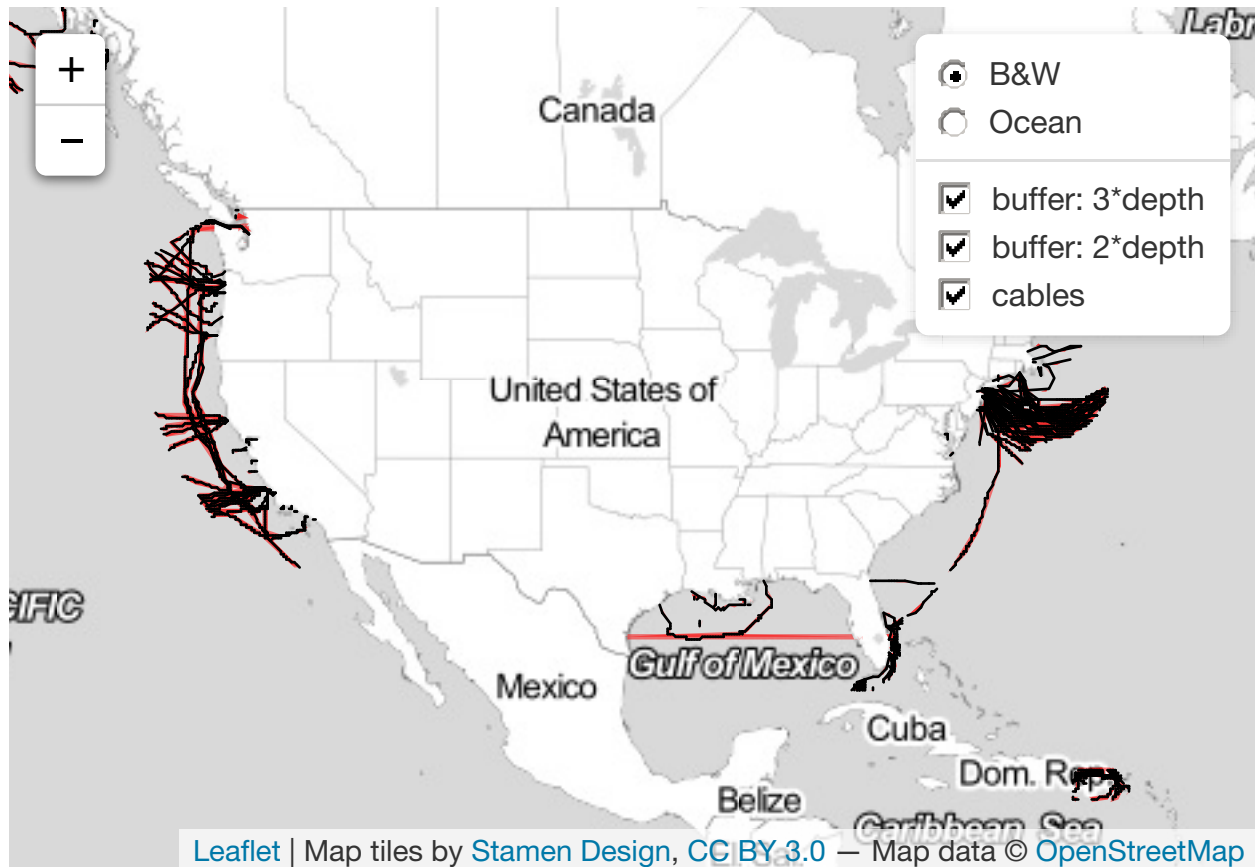 Labr
+
−
B&W
Ocean
buffer: 3*depth
buffer: 2*depth
cables
Canada
United States of
America
CIFIC
Gulf of Mexico
Mexico
Cuba
Dom. Rep.
Belize
Caribbean Sea
El Sal.
Leaflet | Map tiles by Stamen Design, CC BY 3.0 — Map data © OpenStreetMap